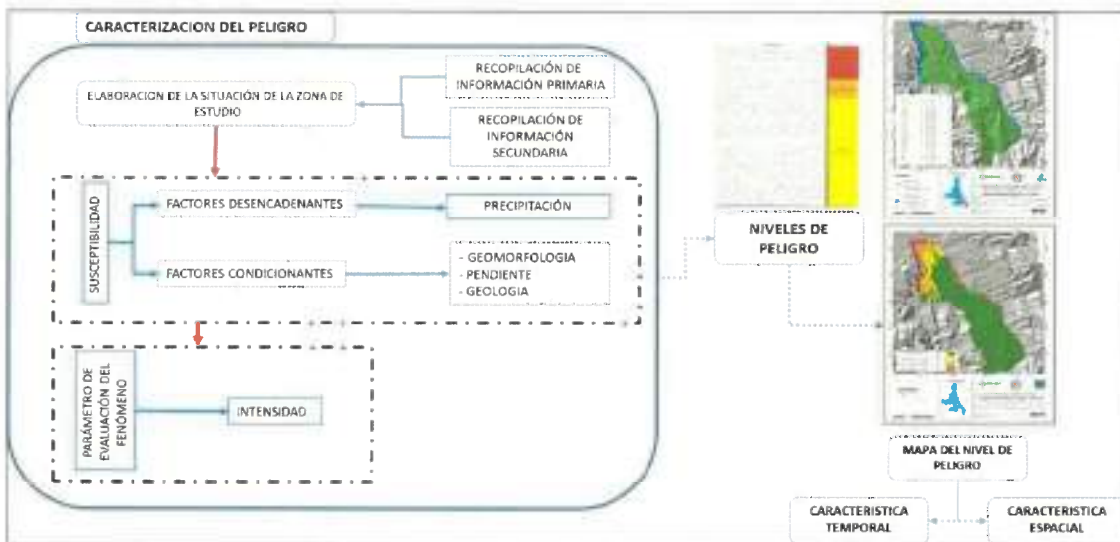 CARACTERIZACION DEL PELIGRO
ELABORACION DE LA SITUACIÓN DE LA ZONA DE
ESTUDIO
RECOPILACIÓN DE
INFORMACIÓN PRIMARIA
RECOPILACIÓN DE
INFORMACIÓN
SECUNDARIA
SUSCEPTIBILIDAD
FACTORES DESENCADENANTES
PRECIPITACIÓN
FACTORES CONDICIONANTES
- GEOMORFOLOGIA
- PENDIENTE
- GEOLOGIA
PARÁMETRO DE
EVALUACIÓN DEL
FENÓMENO
INTENSIDAD
NIVELES DE
PELIGRO
MAPA DEL NIVEL DE
PELIGRO
CARACTERISTICA
TEMPORAL
CARACTERISTICA
ESPACIAL